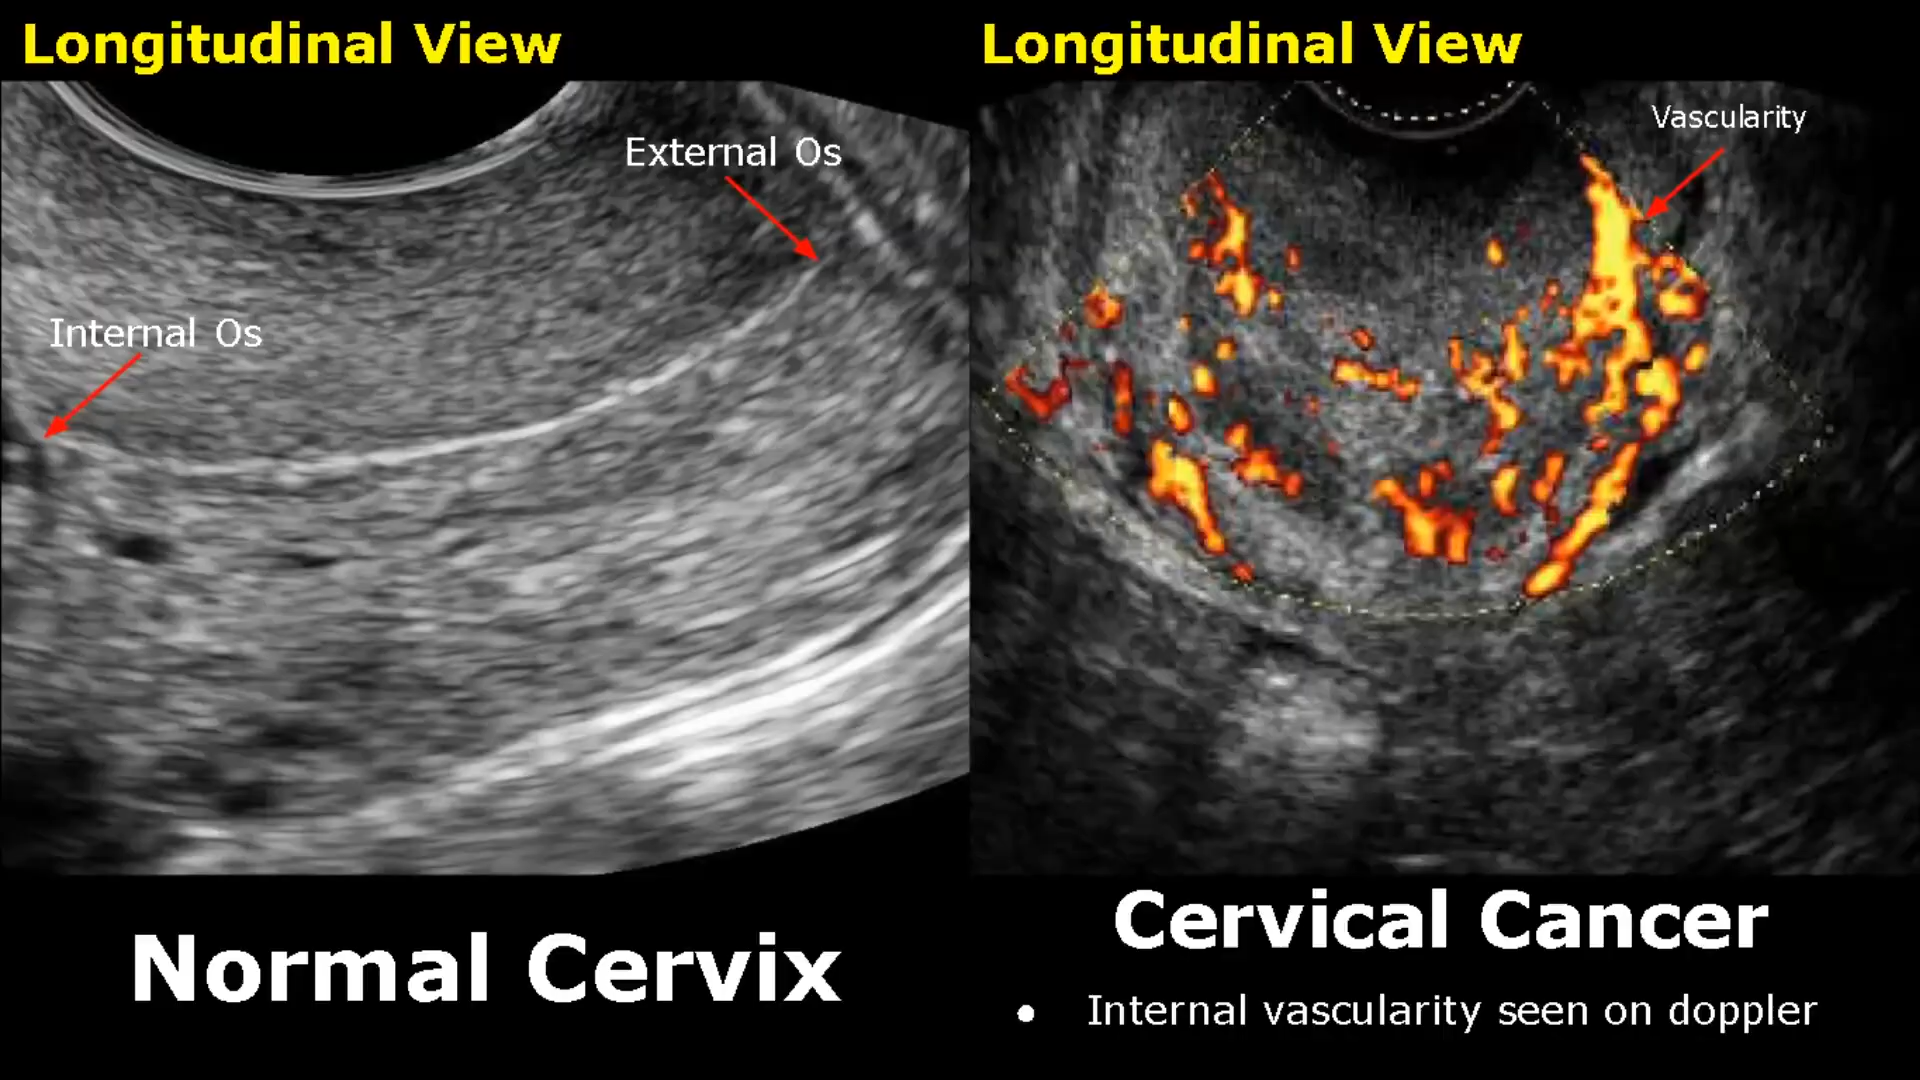 Longitudinal View
External Os
Internal Os
Normal Cervix
Longitudinal View
Vascularity
Cervical Cancer
• Internal vascularity seen on doppler